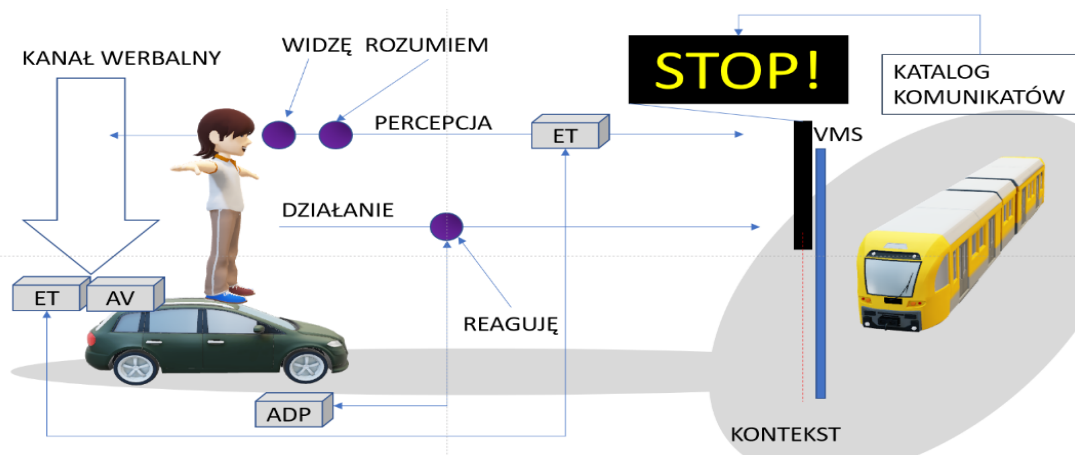 KANAŁ WERBALNY
WIDZĘ ROZUMIEM
STOP!
KATALOG
KOMUNIKATÓW
PERCEPCJA
ET
VMS
DZIAŁANIE
ET
AV
REAGUJĘ
ADP
KONTEKST